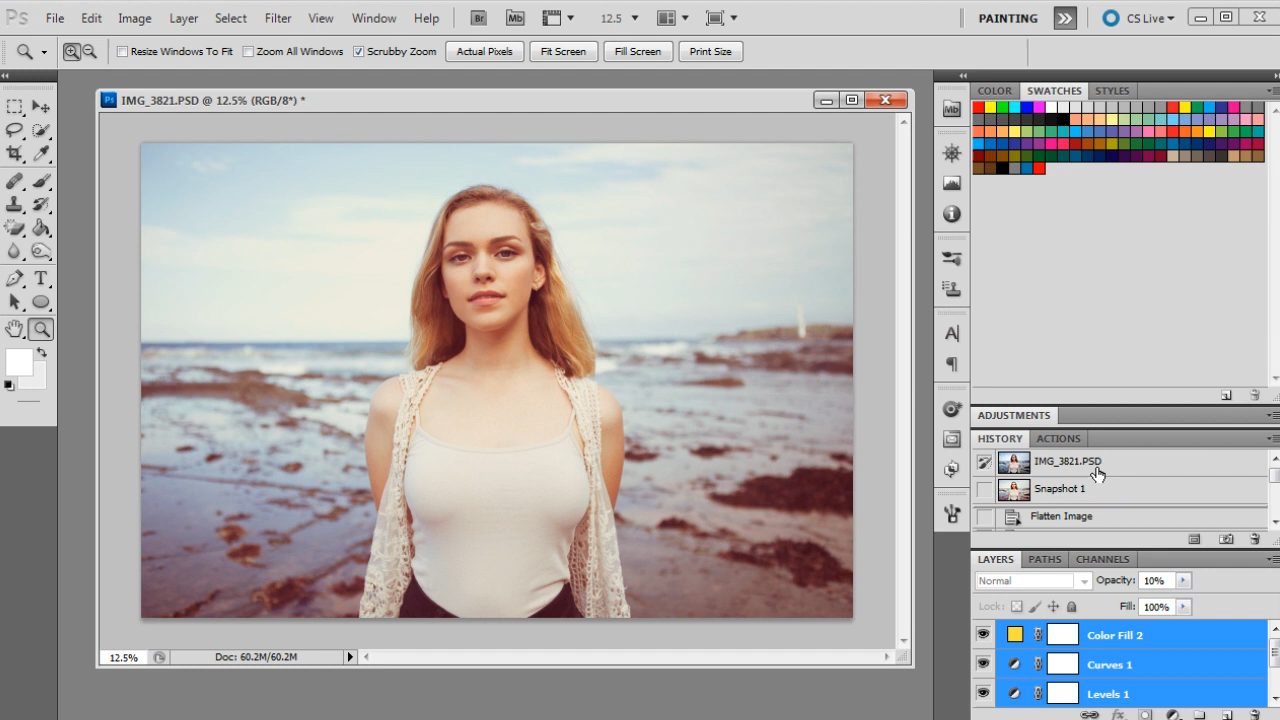 Ps File Edit Image Layer Select Filter View Window Help Br Mb 12.5 PAINTING CS Live
Resize Windows To Fit Zoom All Windows Scrubby Zoom Actual Pixels Fit Screen Fill Screen Print Size
IMG_3821.PSD @ 12.5% (RGB/8*) *
COLOR SWATCHES STYLES
Mb
ADJUSTMENTS
HISTORY ACTIONS
IMG_3821.PSD
Snapshot 1
Flatten Image
LAYERS PATHS CHANNELS
Normal Opacity: 10%
Lock: Fill: 100%
Color Fill 2
Curves 1
Levels 1
12.5% Doc: 60.2M/60.2M